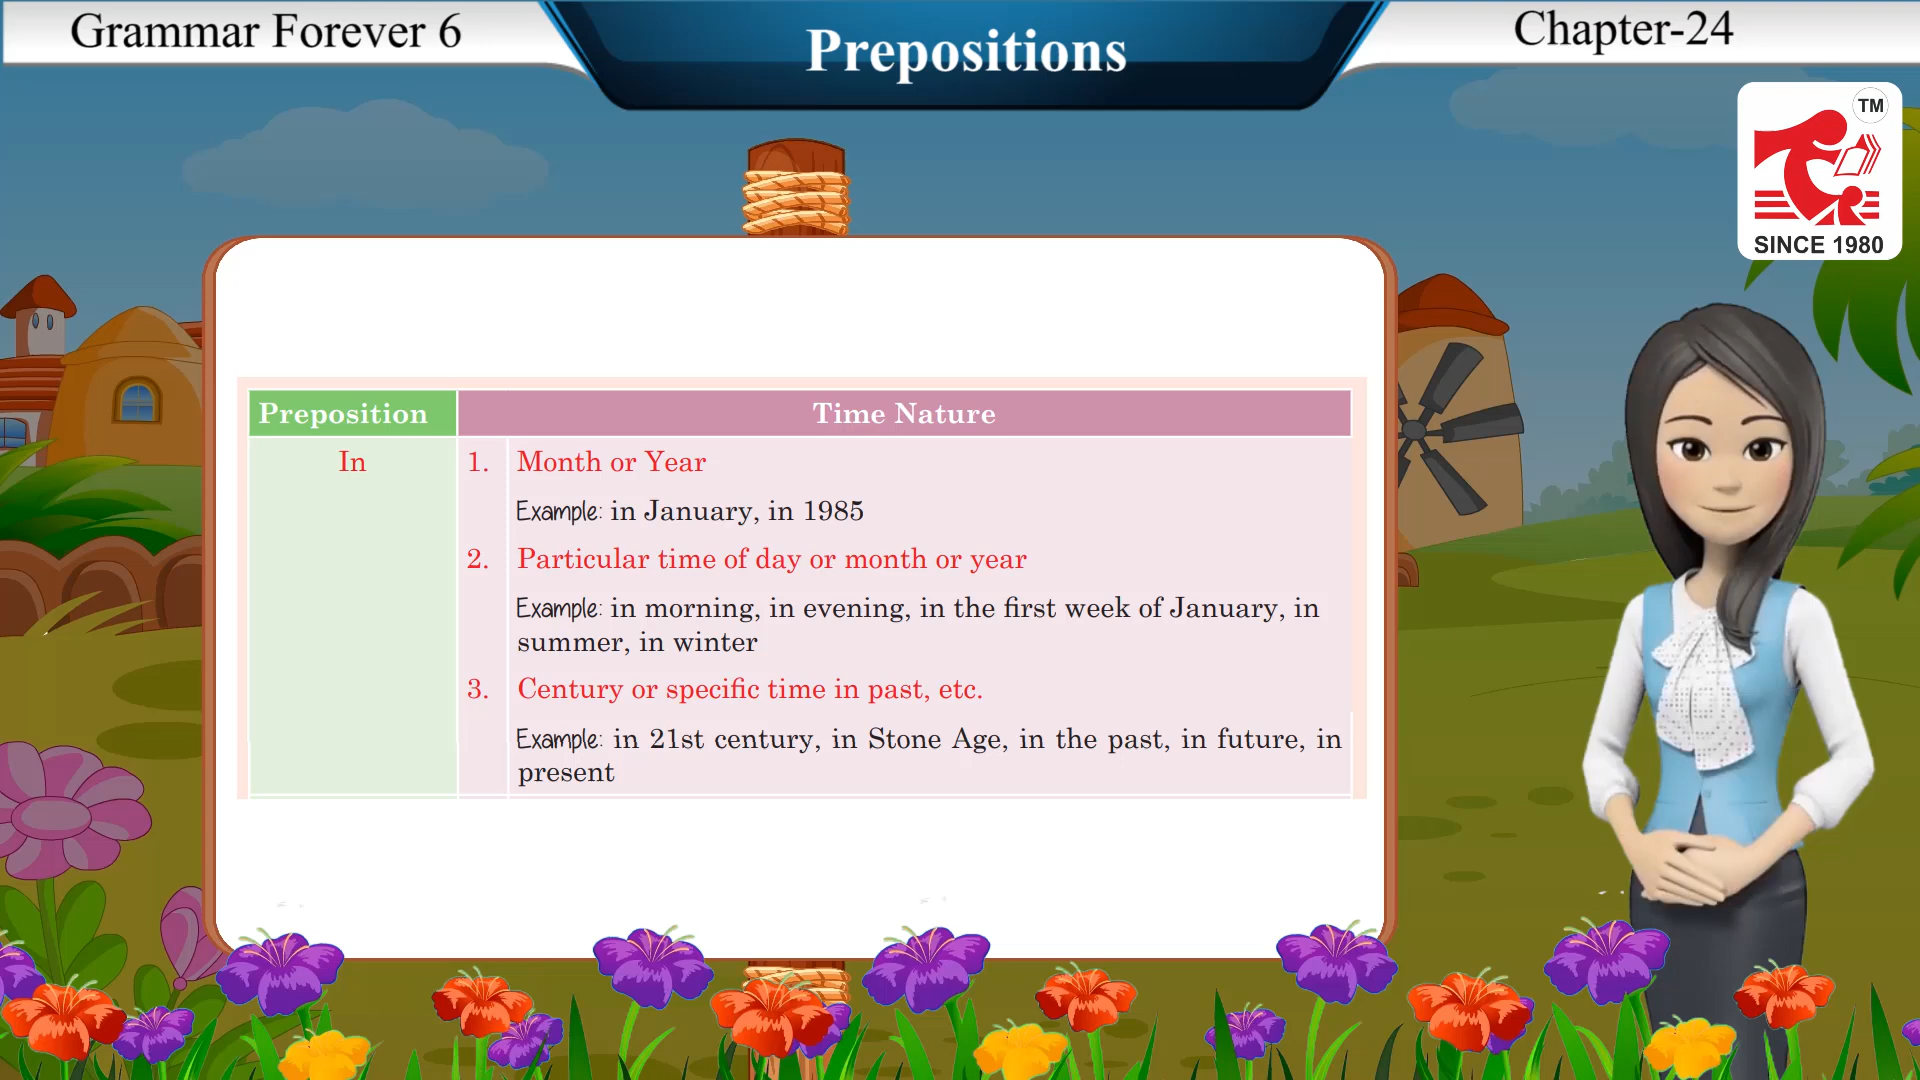 Grammar Forever 6
Prepositions
Chapter-24
TM
SINCE 1980
Preposition
Time Nature
In
1. Month or Year
Example: in January, in 1985
2. Particular time of day or month or year
Example: in morning, in evening, in the first week of January, in
summer, in winter
3. Century or specific time in past, etc.
Example: in 21st century, in Stone Age, in the past, in future, in
present